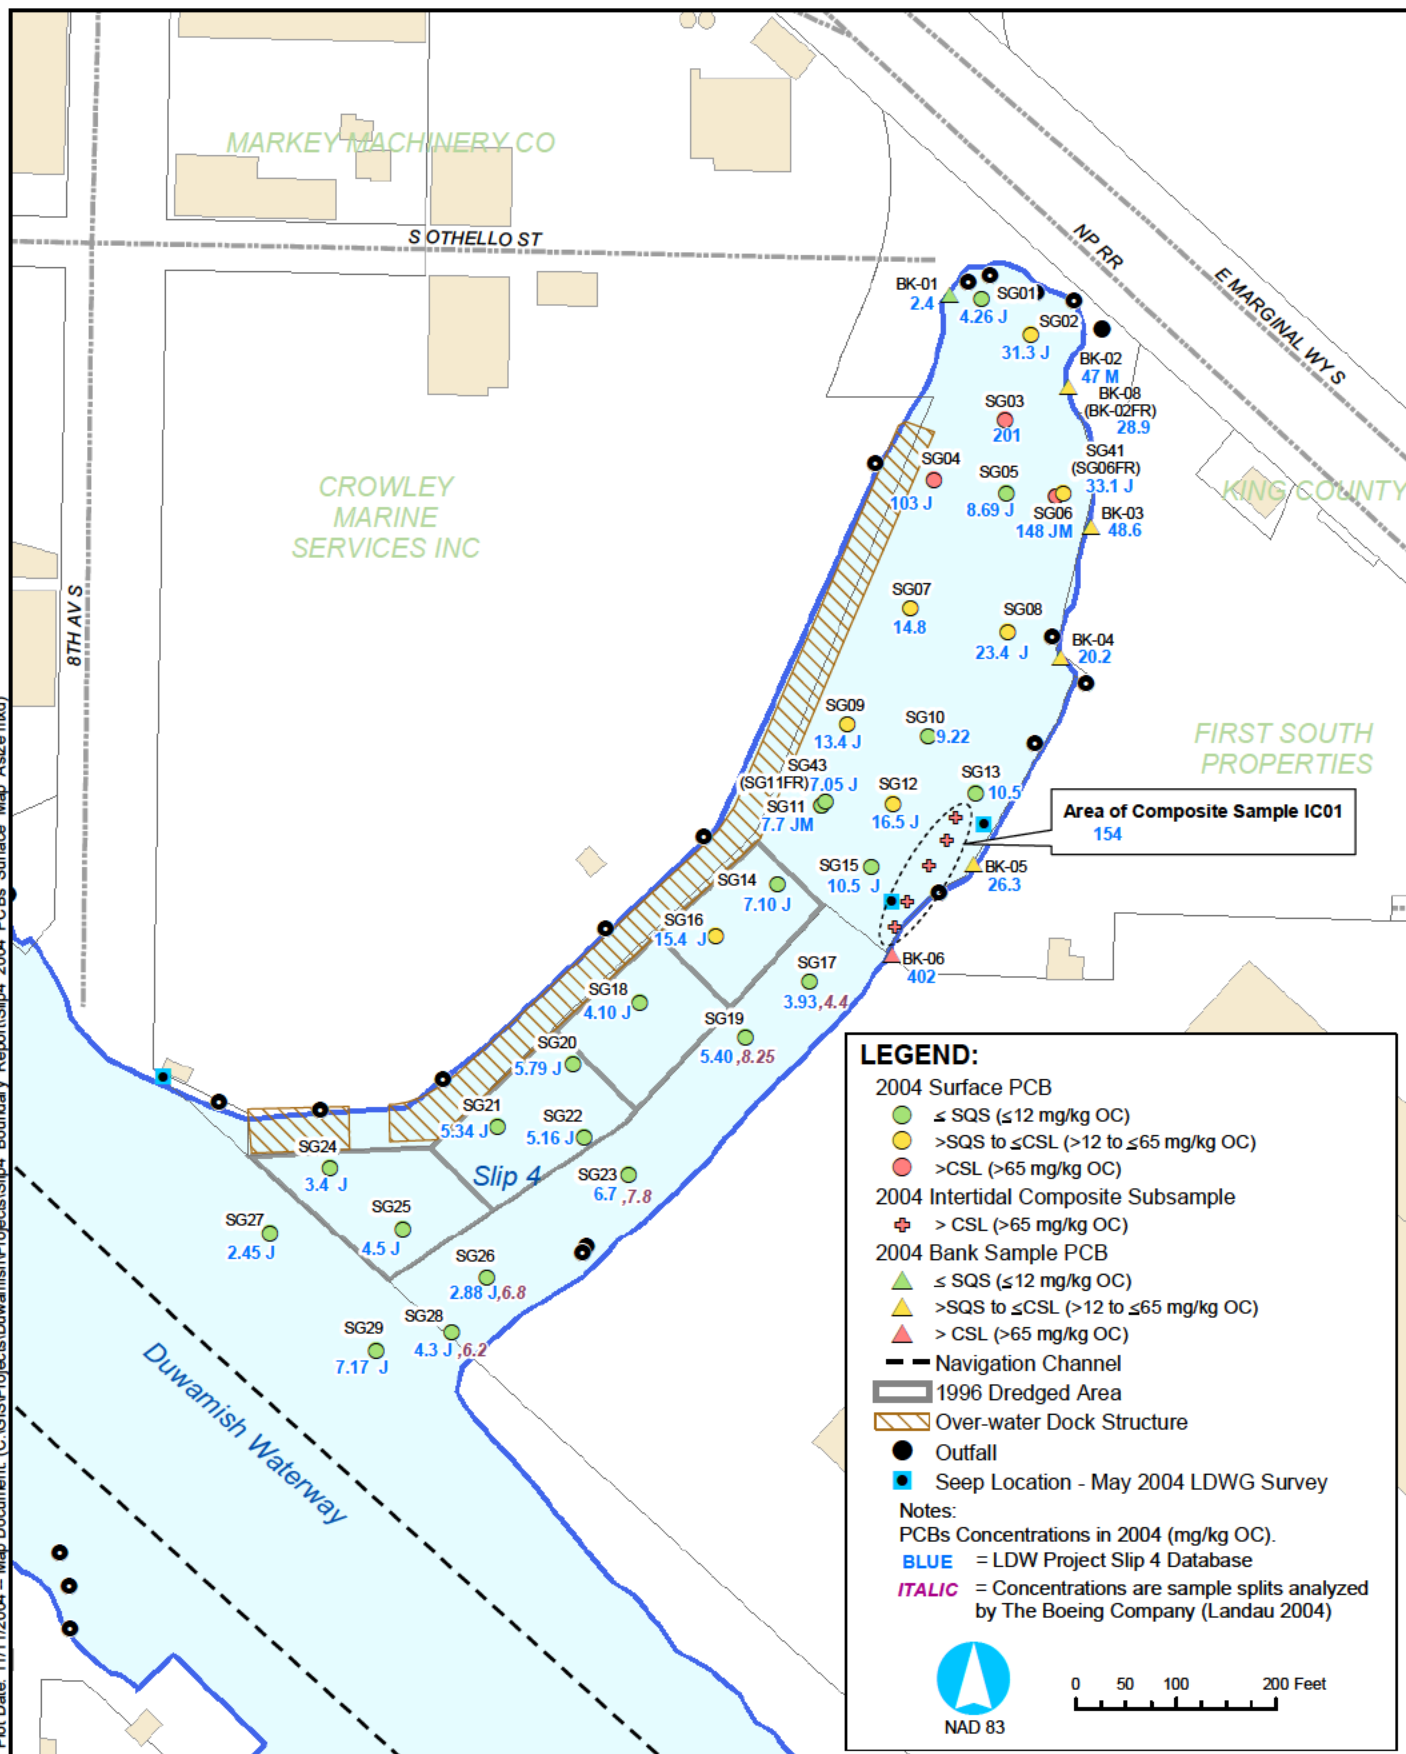 MARKEY MACHINERY CO
S OTHELLO ST
NP RR
E MARGINAL WY S
BK-01
2.4
SG01
4.26 J
SG02
31.3 J
BK-02
47 M
BK-08
(BK-02FR)
28.9
SG03
201
SG41
(SG06FR)
33.1 J
SG04
103 J
SG05
8.69 J
SG06
148 JM
BK-03
48.6
KING COUNTY
CROWLEY
MARINE
SERVICES INC
8TH AV S
SG07
14.8
SG08
23.4 J
BK-04
20.2
SG09
13.4 J
SG10
9.22
FIRST SOUTH
PROPERTIES
SG43
(SG11FR)
7.05 J
SG11
7.7 JM
SG12
16.5 J
SG13
10.5
Area of Composite Sample IC01
154
SG15
10.5 J
BK-05
26.3
SG14
7.10 J
SG16
15.4 J
BK-06
402
SG17
3.93,4.4
SG18
4.10 J
SG19
5.40,8.25
SG20
5.79 J
SG21
5.34 J
SG22
5.16 J
SG23
6.7,7.8
Slip 4
SG24
3.4 J
SG25
4.5 J
SG27
2.45 J
SG26
2.88 J,6.8
SG28
4.3 J,6.2
SG29
7.17 J
Duwamish Waterway
LEGEND:
2004 Surface PCB
≤ SQS (≤12 mg/kg OC)
>SQS to ≤CSL (>12 to ≤65 mg/kg OC)
>CSL (>65 mg/kg OC)
2004 Intertidal Composite Subsample
> CSL (>65 mg/kg OC)
2004 Bank Sample PCB
≤ SQS (≤12 mg/kg OC)
>SQS to ≤CSL (>12 to ≤65 mg/kg OC)
> CSL (>65 mg/kg OC)
Navigation Channel
1996 Dredged Area
Over-water Dock Structure
Outfall
Seep Location - May 2004 LDWG Survey
Notes:
PCBs Concentrations in 2004 (mg/kg OC).
BLUE = LDW Project Slip 4 Database
ITALIC = Concentrations are sample splits analyzed
by The Boeing Company (Landau 2004)
NAD 83
0 50 100 200 Feet